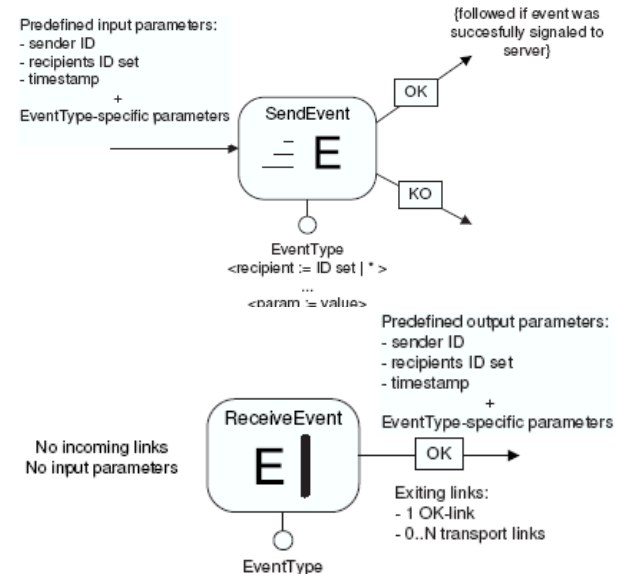 Predefined input parameters:
- sender ID
- recipients ID set
- timestamp
+
EventType-specific parameters
SendEvent
E
OK
{followed if event was
succesfully signaled to
server}
KO
EventType
<recipient := ID set | * >
...
<param := value>
Predefined output parameters:
- sender ID
- recipients ID set
- timestamp
+
EventType-specific parameters
No incoming links
No input parameters
ReceiveEvent
E
OK
Exiting links:
- 1 OK-link
- 0..N transport links
EventType